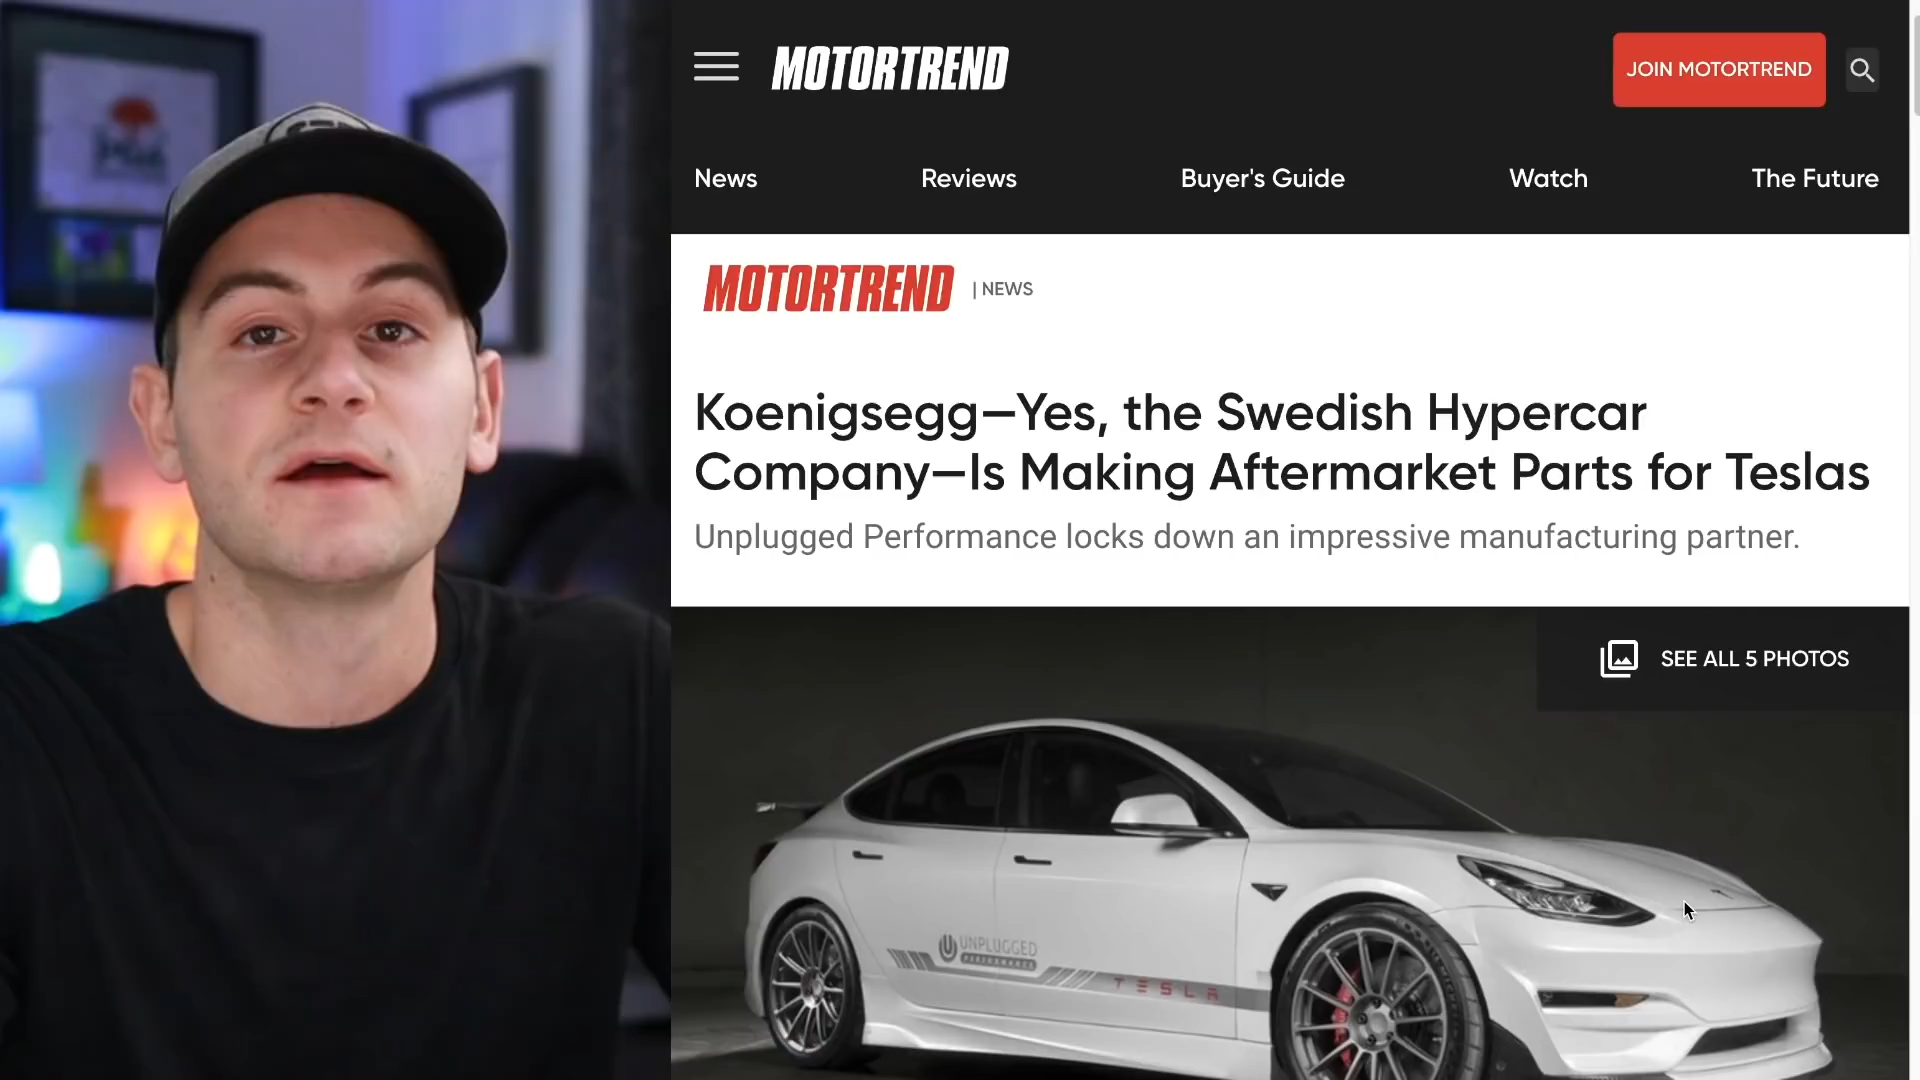 MOTORTREND
JOIN MOTORTREND
News Reviews Buyer's Guide Watch The Future
MOTORTREND | NEWS
Koenigsegg—Yes, the Swedish Hypercar
Company—Is Making Aftermarket Parts for Teslas
Unplugged Performance locks down an impressive manufacturing partner.
SEE ALL 5 PHOTOS
UNPLUGGED
PERFORMANCE
TESLA